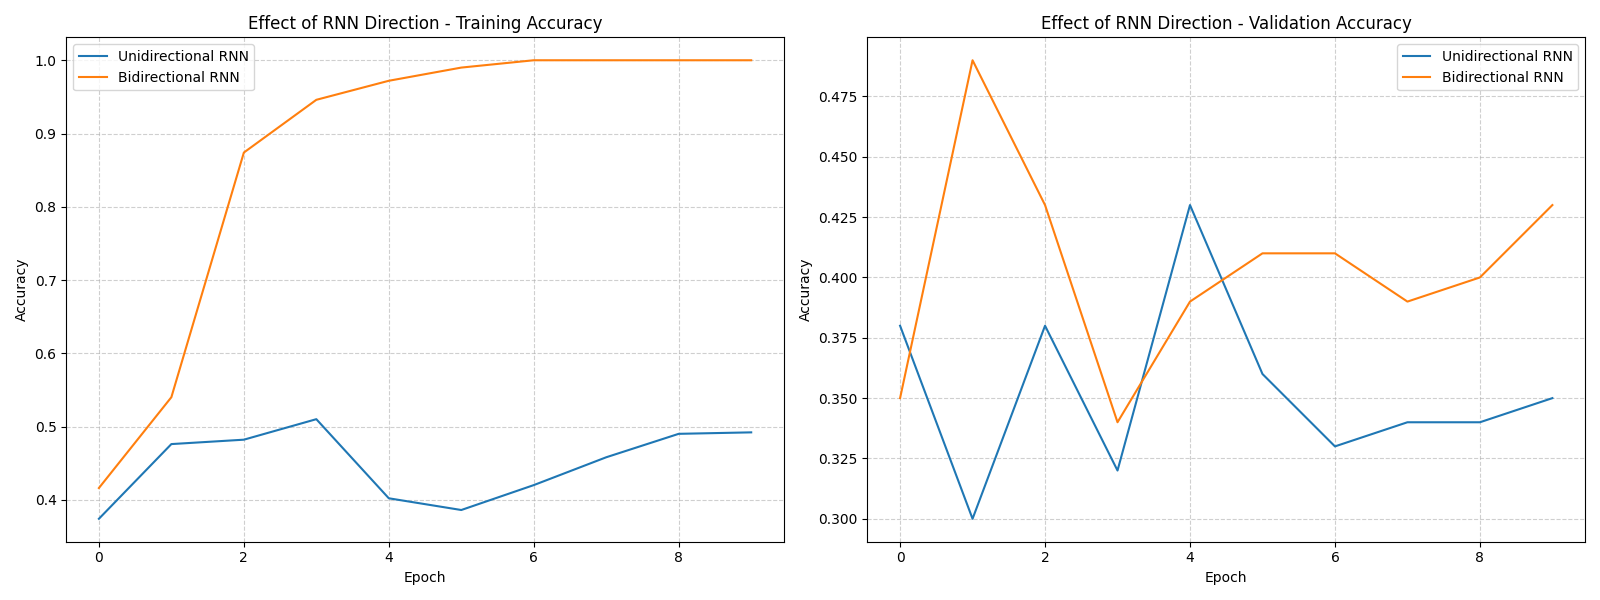 Effect of RNN Direction - Training Accuracy
Unidirectional RNN
Bidirectional RNN
1.0
0.9
0.8
0.7
0.6
0.5
0.4
Accuracy
0 2 4 6 8
Epoch
Effect of RNN Direction - Validation Accuracy
Unidirectional RNN
Bidirectional RNN
0.475
0.450
0.425
0.400
0.375
0.350
0.325
0.300
Accuracy
0 2 4 6 8
Epoch